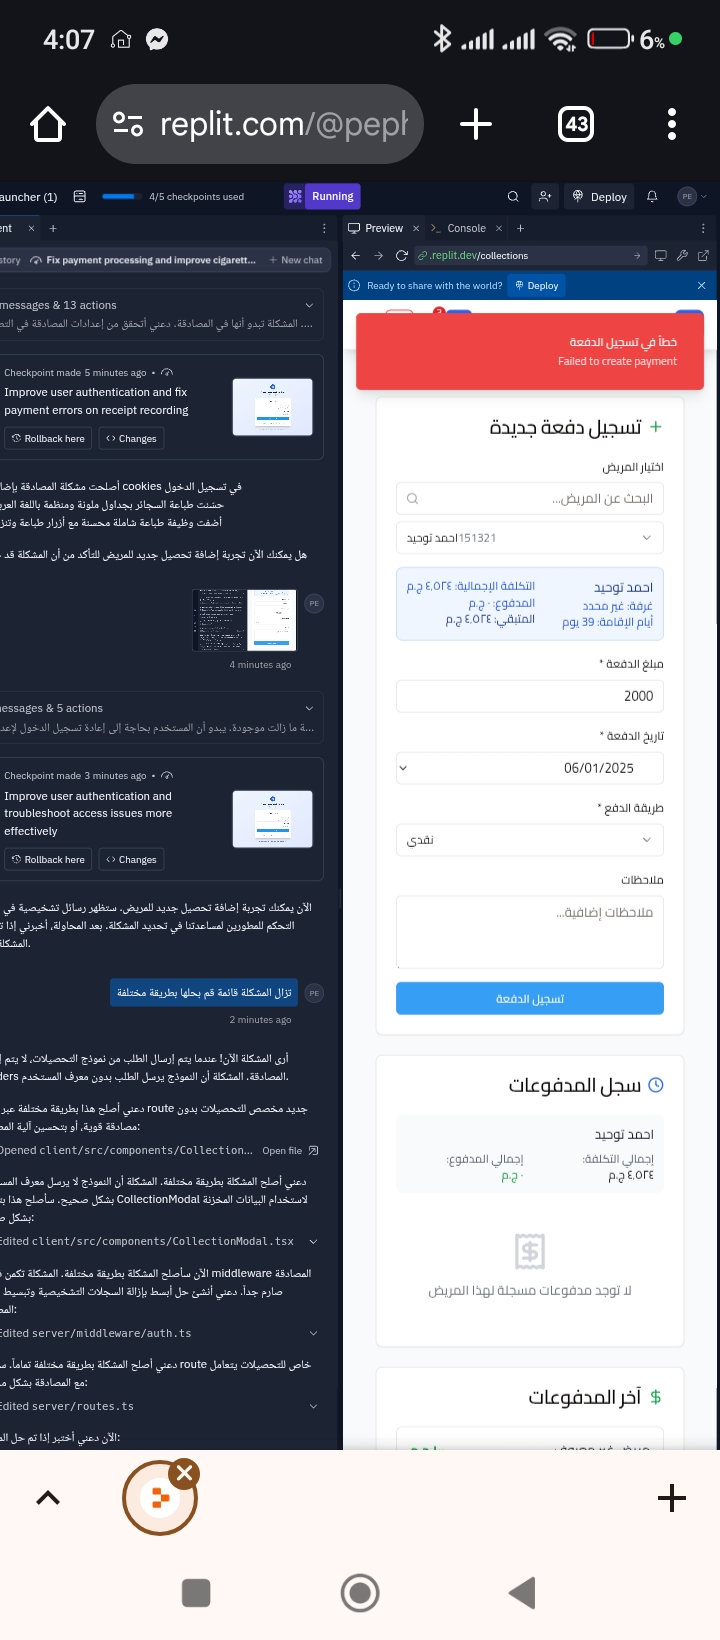 4:07
6%
replit.com/@peph
43
auncher (1)
4/5 checkpoints used
Running
Deploy
PE
ent
Preview
Console
story
Fix payment processing and improve cigarett...
New chat
.replit.dev/collections
Ready to share with the world?
Deploy
messages & 13 actions
المشكلة تبدو أنها في المصادقة. دعني أتحقق من إعدادات المصادقة في
Checkpoint made 5 minutes ago
Improve user authentication and fix
payment errors on receipt recording
Rollback here
Changes
في تسجيل الدخول cookies أصلحت مشكلة المصادقة
حسّنت طباعة السجائر بجداول ملونة ومنظمة باللغة
أضفت وظيفة طباعة شاملة محسنة مع أزرار طباعة
هل يمكنك الآن تجربة إضافة تحصيل جديد للمريض للتأكد من أن المشكلة قد
PE
4 minutes ago
essages & 5 actions
ما زالت موجودة. يبدو أن المستخدم بحاجة إلى إعادة تسجيل الدخول
Checkpoint made 3 minutes ago
Improve user authentication and
troubleshoot access issues more
effectively
Rollback here
Changes
الآن يمكنك تجربة إضافة تحصيل جديد للمريض. ستظهر رسائل تشخيصية في
التحكم للمطورين لمساعدتنا في تحديد المشكلة. بعد المحاولة، أخبرني إذا
المشكلة.
تزال المشكلة قائمة قم بحلها بطريقة مختلفة
PE
2 minutes ago
أرى المشكلة الآن! عندما يتم إرسال الطلب من نموذج التحصيلات، لا يتم
المصادقة. المشكلة أن النموذج يرسل الطلب بدون معرف المستخدم
جديد مخصص للتحصيلات بدون route دعني أصلح هذا بطريقة مختلفة عبر
مصادقة قوية، أو بتحسين آلية
Opened client/src/components/Collection...
Open file
دعني أصلح المشكلة بطريقة مختلفة. المشكلة أن النموذج لا يرسل معرف
لاستخدام البيانات المخزنة CollectionModal بشكل صحيح. سأصلح هذا
بشكل
Edited client/src/components/CollectionModal.tsx
المصادقة middleware الآن سأصلح المشكلة بطريقة مختلفة. المشكلة تكمن
صارم جداً. دعني أنشئ حل أبسط بإزالة السجلات التشخيصية وتبسيط
Edited server/middleware/auth.ts
خاص للتحصيلات يتعامل route دعني أصلح المشكلة بطريقة مختلفة تماماً.
مع المصادقة بشكل
Edited server/routes.ts
الآن دعني أختبر إذا تم حل
خطأ في تسجيل الدفعة
Failed to create payment
تسجيل دفعة جديدة
اختيار المريض
البحث عن المريض...
احمد توحيد151321
احمد توحيد
غرفة: غير محدد
أيام الإقامة: 39 يوم
التكلفة الإجمالية: ٤,٥٢٤ ج.م
المدفوع: ٠ ج.م
المتبقي: ٤,٥٢٤ ج.م
مبلغ الدفعة *
2000
تاريخ الدفعة *
06/01/2025
طريقة الدفع *
نقدي
ملاحظات
ملاحظات إضافية...
تسجيل الدفعة
سجل المدفوعات
احمد توحيد
إجمالي التكلفة:
٤,٥٢٤ ج.م
إجمالي المدفوع:
٠ ج.م
لا توجد مدفوعات مسجلة لهذا المريض
آخر المدفوعات